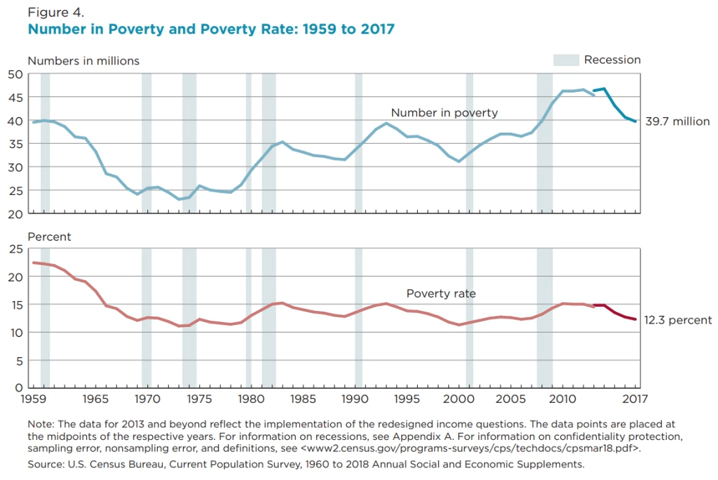 Figure 4.
Number in Poverty and Poverty Rate: 1959 to 2017
Numbers in millions
Recession
50
45
40
35
30
25
20
Number in poverty
39.7 million
Percent
25
20
15
10
5
0
Poverty rate
12.3 percent
1959 1965 1970 1975 1980 1985 1990 1995 2000 2005 2010 2017
Note: The data for 2013 and beyond reflect the implementation of the redesigned income questions. The data points are placed at
the midpoints of the respective years. For information on recessions, see Appendix A. For information on confidentiality protection,
sampling error, nonsampling error, and definitions, see <www2.census.gov/programs-surveys/cps/techdocs/cpsmar18.pdf>.
Source: U.S. Census Bureau, Current Population Survey, 1960 to 2018 Annual Social and Economic Supplements.